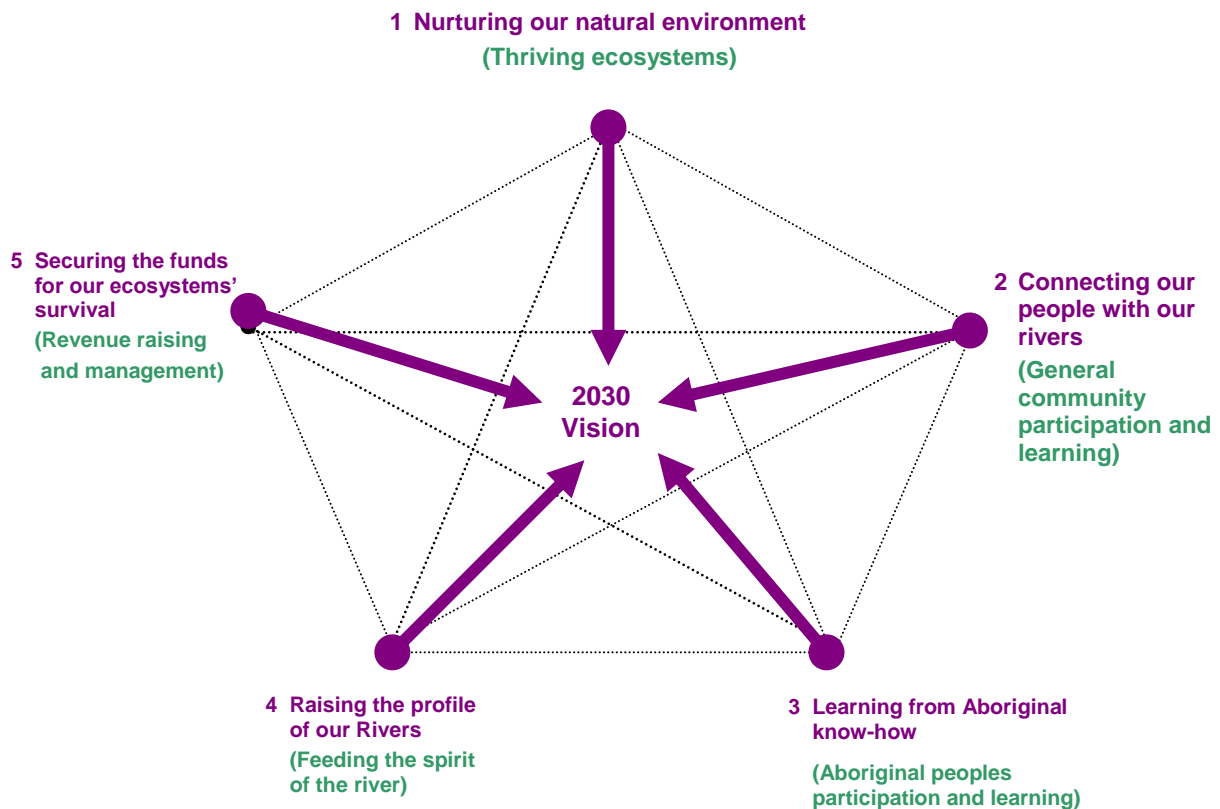 1 Nurturing our natural environment
(Thriving ecosystems)
5 Securing the funds
for our ecosystems’
survival
(Revenue raising
and management)
2 Connecting our
people with our
rivers
(General
community
participation and
learning)
2030
Vision
4 Raising the profile
of our Rivers
(Feeding the spirit
of the river)
3 Learning from Aboriginal
know-how
(Aboriginal peoples
participation and learning)